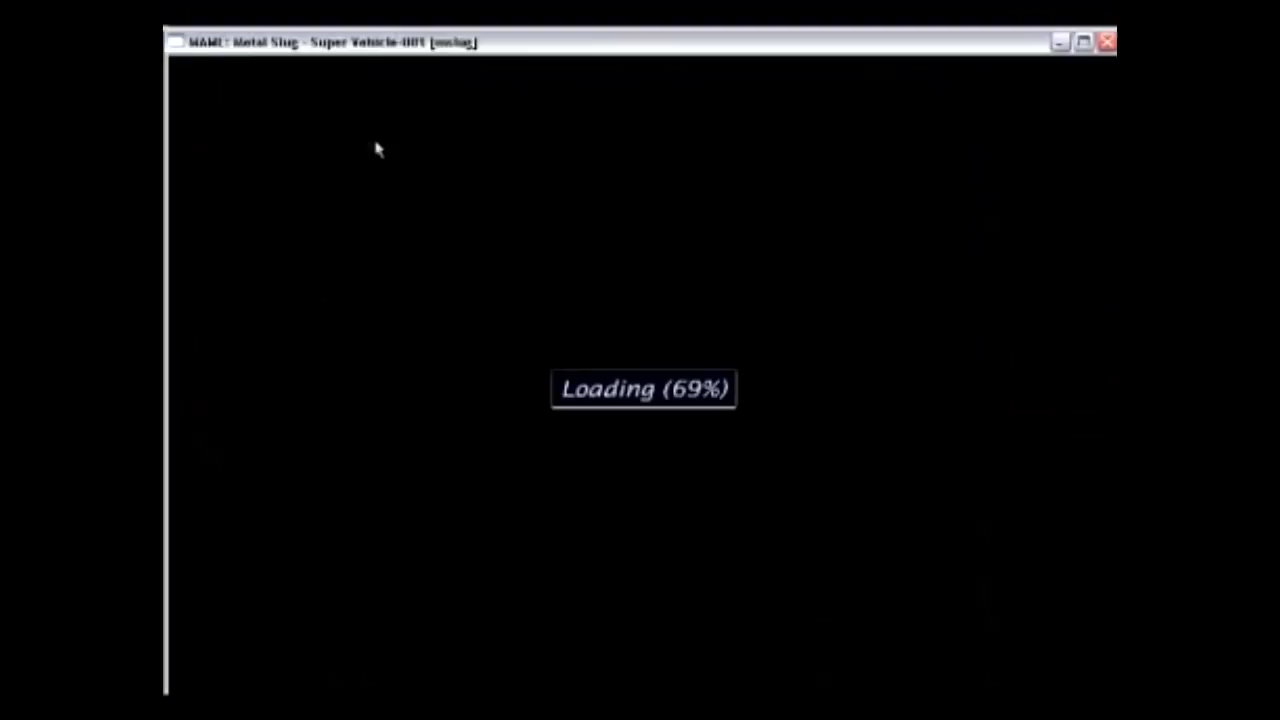 MAME: Metal Slug - Super Vehicle-001 [mslug]
Loading (69%)